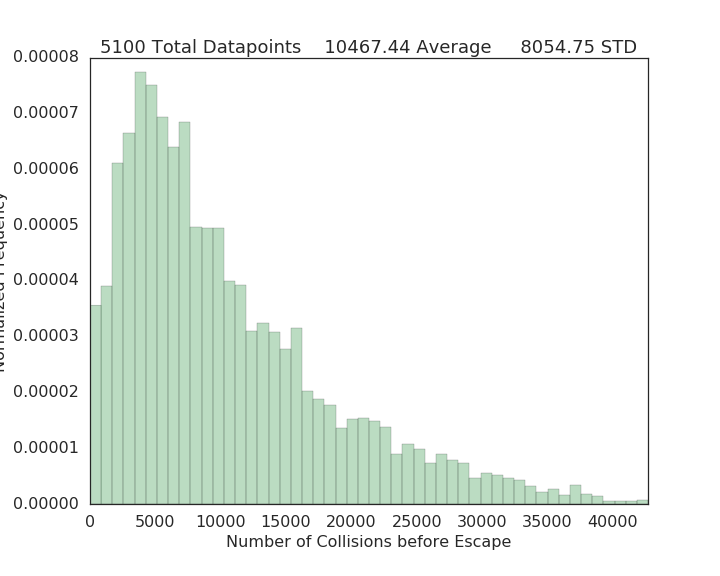 5100 Total Datapoints 10467.44 Average 8054.75 STD
0.00008
0.00007
0.00006
0.00005
0.00004
0.00003
0.00002
0.00001
0.00000
Normalized Frequency
0 5000 10000 15000 20000 25000 30000 35000 40000
Number of Collisions before Escape